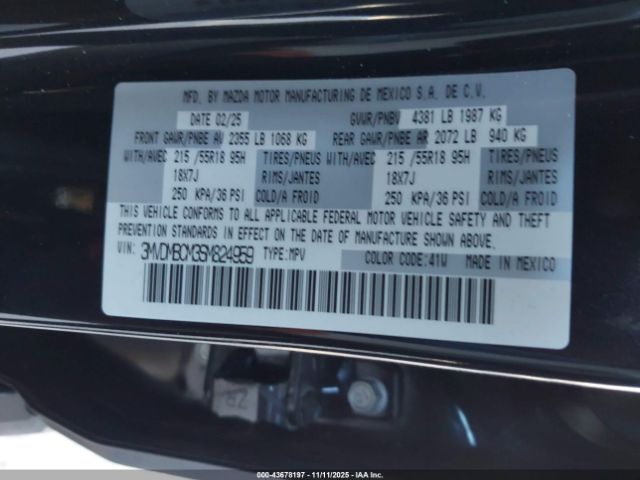 MFD. BY MAZDA MOTOR MANUFACTURING DE MEXICO S.A. DE C.V.
DATE 02/25 GVWR/PNBV 4381 LB 1987 KG
FRONT GAWR/PNBE AV 2355 LB 1068 KG REAR GAWR/PNBE AR 2072 LB 940 KG
WITH/AVEC 215 /55R18 95H TIRES/PNEUS WITH/AVEC 215 /55R18 95H TIRES/PNEUS
18X7J RIMS/JANTES 18X7J RIMS/JANTES
250 KPA/36 PSI COLD/A FROID 250 KPA/36 PSI COLD/A FROID
THIS VEHICLE CONFORMS TO ALL APPLICABLE FEDERAL MOTOR VEHICLE SAFETY AND THEFT
PREVENTION STANDARDS IN EFFECT ON THE DATE OF MANUFACTURE SHOWN ABOVE.
VIN: 3MVDMBCM3SM824959 TYPE:MPV COLOR CODE:41W MADE IN MEXICO
000-43678197 - 11/11/2025 - IAA Inc.